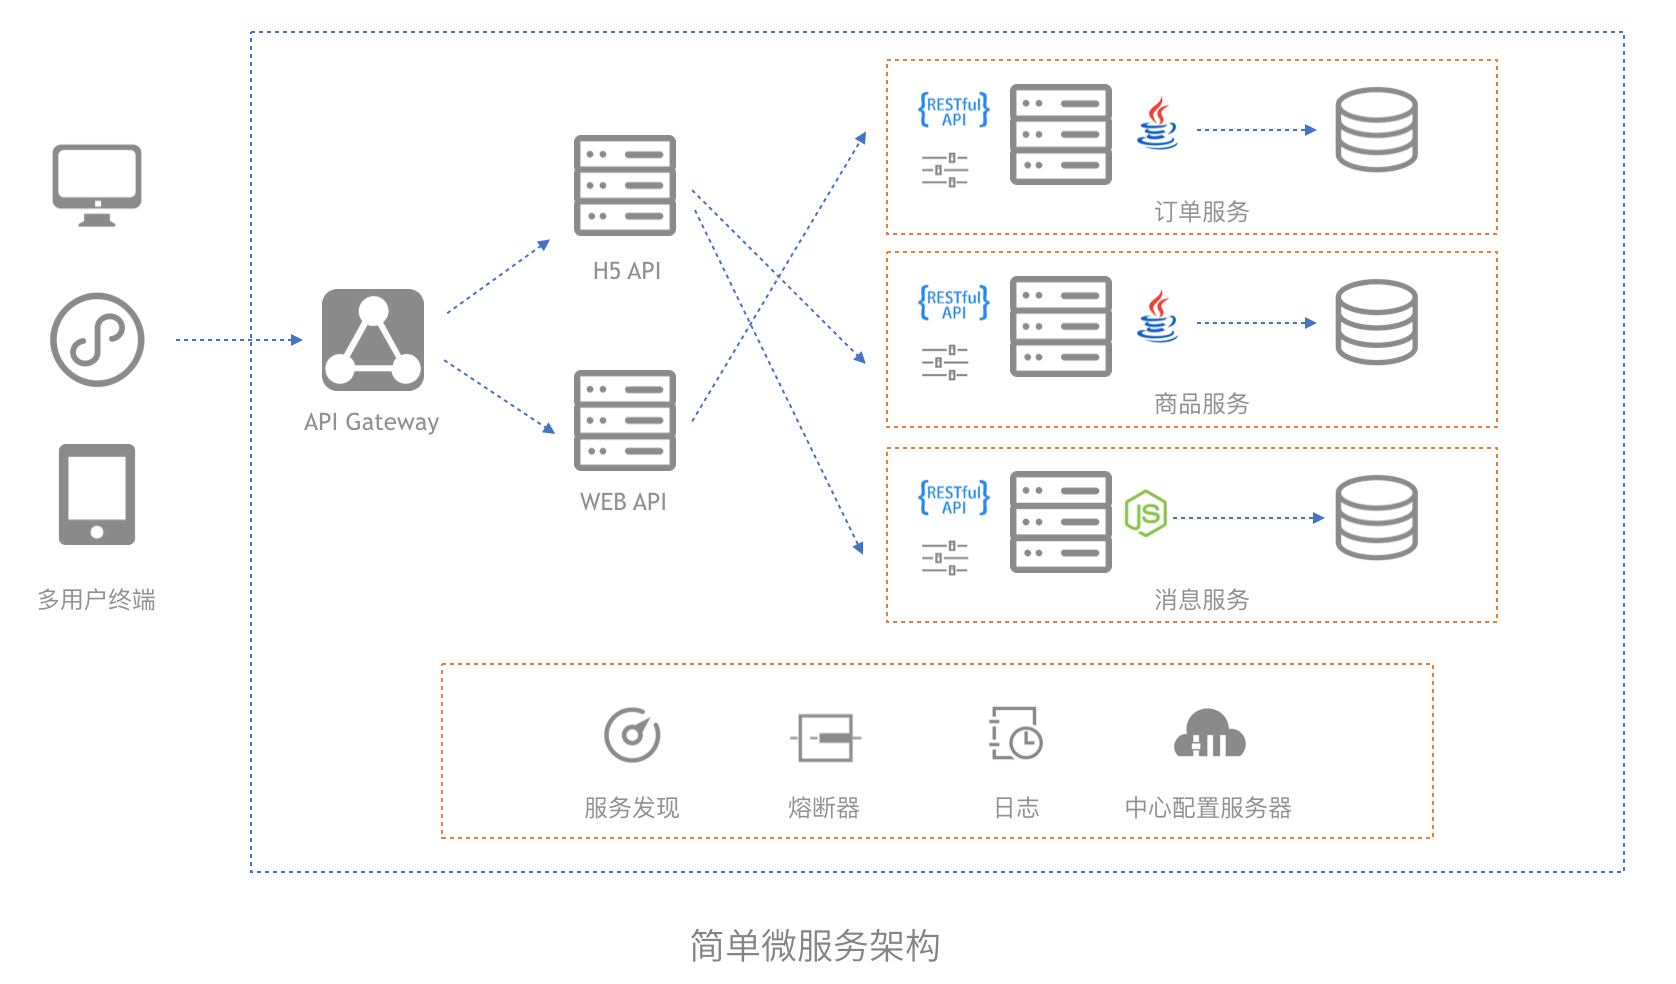 {RESTful
API}
订单服务
H5 API
{RESTful
API}
商品服务
API Gateway
WEB API
{RESTful
API}
JS
消息服务
多用户终端
服务发现
熔断器
日志
中心配置服务器
简单微服务架构